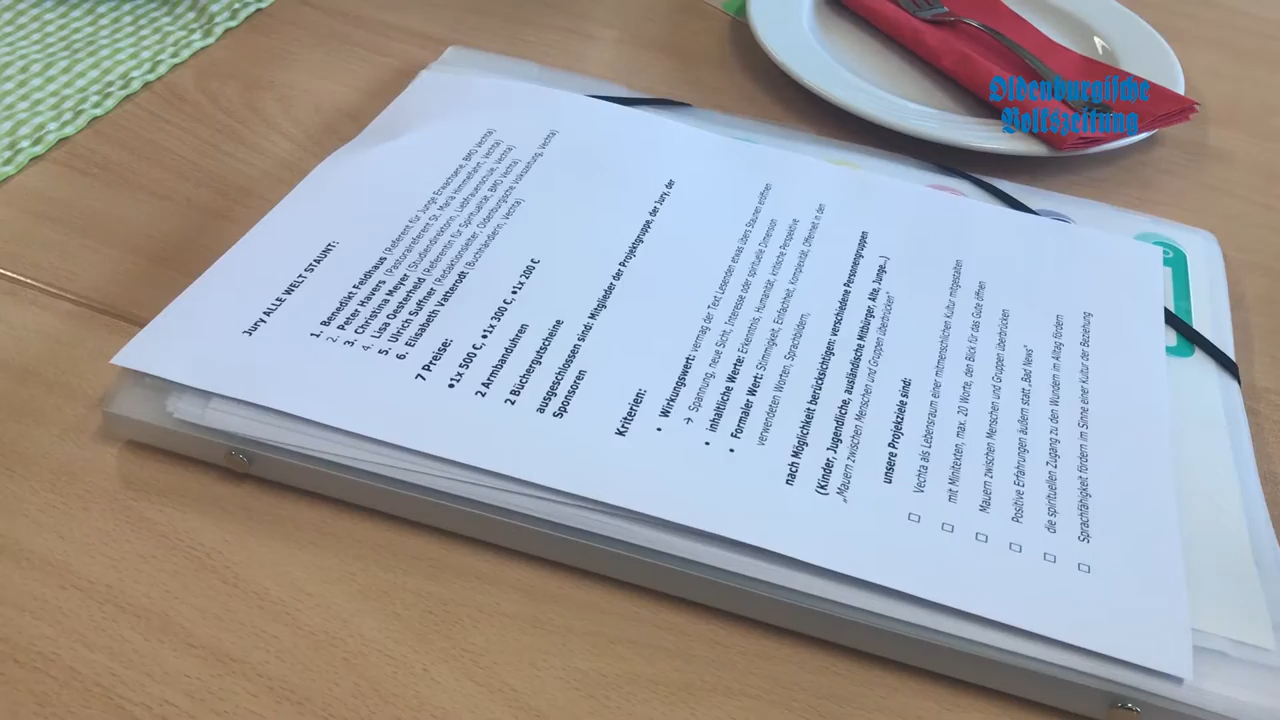 Oldenburgische
Volkszeitung
Jury ALLE WELT STAUNT:
1. Benedikt Feldhaus (Referent für Junge Erwachsene, BMO Vechta)
2. Peter Havers (Pastoralreferent St. Mariä Himmelfahrt, Vechta)
3. Christina Meyer (Studiendirektorin, Liebfrauenschule, Vechta)
4. Lisa Oesterheld (Referentin für Spiritualität, BMO Vechta)
5. Ulrich Suffner (Redaktionsleiter, Oldenburgische Volkszeitung, Vechta)
6. Elisabeth Vatterodt (Buchhändlerin, Vechta)
7 Preise:
•1x 500 €, •1x 300 €, •1x 200 €
2 Armbanduhren
2 Büchergutscheine
ausgeschlossen sind: Mitglieder der Projektgruppe, der Jury, der
Sponsoren
Kriterien:
• Wirkungswert: vermag der Text Lesenden etwas übers Staunen eröffnen
→ Spannung, neue Sicht, Interesse oder spirituelle Dimension
• inhaltliche Werte: Erkenntnis, Humanität, kritische Perspektive
• Formaler Wert: Stimmigkeit, Einfachheit, Komplexität, Offenheit in den
verwendeten Worten, Sprachbildern,
nach Möglichkeit berücksichtigen: verschiedene Personengruppen
(Kinder, Jugendliche, ausländische Mitbürger, Alte, Junge...)
„Mauern zwischen Menschen und Gruppen überbrücken"
unsere Projektziele sind:
☐ Vechta als Lebensraum einer mitmenschlichen Kultur mitgestalten
☐ mit Minitexten, max. 20 Worte, den Blick für das Gute öffnen
☐ Mauern zwischen Menschen und Gruppen überbrücken
☐ Positive Erfahrungen äußern statt „Bad News"
☐ die spirituellen Zugang zu den Wundern im Alltag fördern
☐ Sprachfähigkeit fördern im Sinne einer Kultur der Beziehung